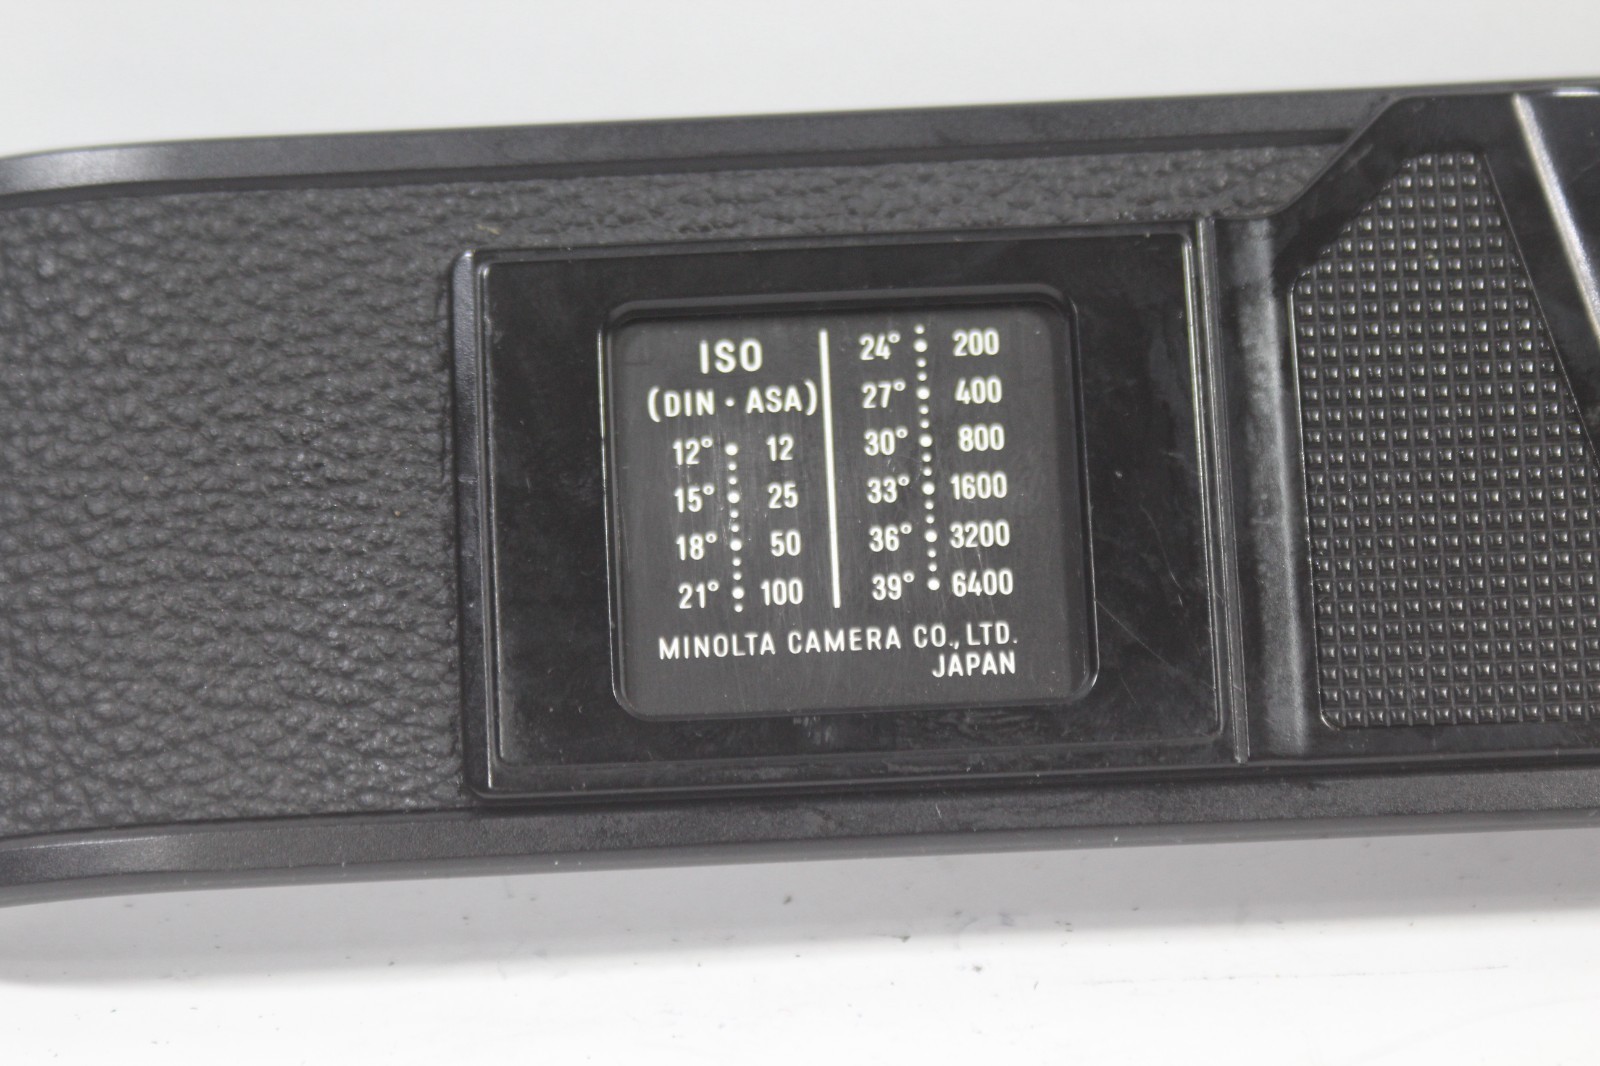 ISO
(DIN · ASA)
12° 12
15° 25
18° 50
21° 100
24° 200
27° 400
30° 800
33° 1600
36° 3200
39° 6400
MINOLTA CAMERA CO., LTD.
JAPAN